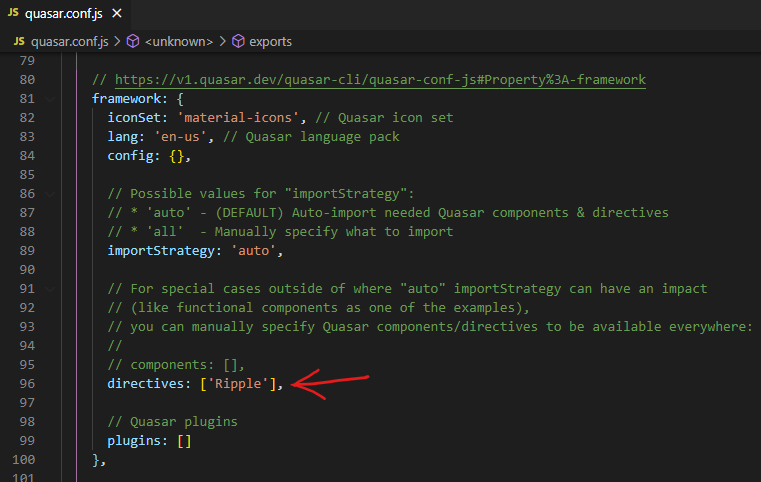 JS quasar.conf.js ×
JS quasar.conf.js > <unknown> > exports
79
80 // https://v1.quasar.dev/quasar-cli/quasar-conf-js#Property%3A-framework
81 framework: {
82 iconSet: 'material-icons', // Quasar icon set
83 lang: 'en-us', // Quasar language pack
84 config: {},
85
86 // Possible values for "importStrategy":
87 // * 'auto' - (DEFAULT) Auto-import needed Quasar components & directives
88 // * 'all'  - Manually specify what to import
89 importStrategy: 'auto',
90
91 // For special cases outside of where "auto" importStrategy can have an impact
92 // (like functional components as one of the examples),
93 // you can manually specify Quasar components/directives to be available everywhere:
94 //
95 // components: [],
96 directives: ['Ripple'],
97
98 // Quasar plugins
99 plugins: []
100 },
101